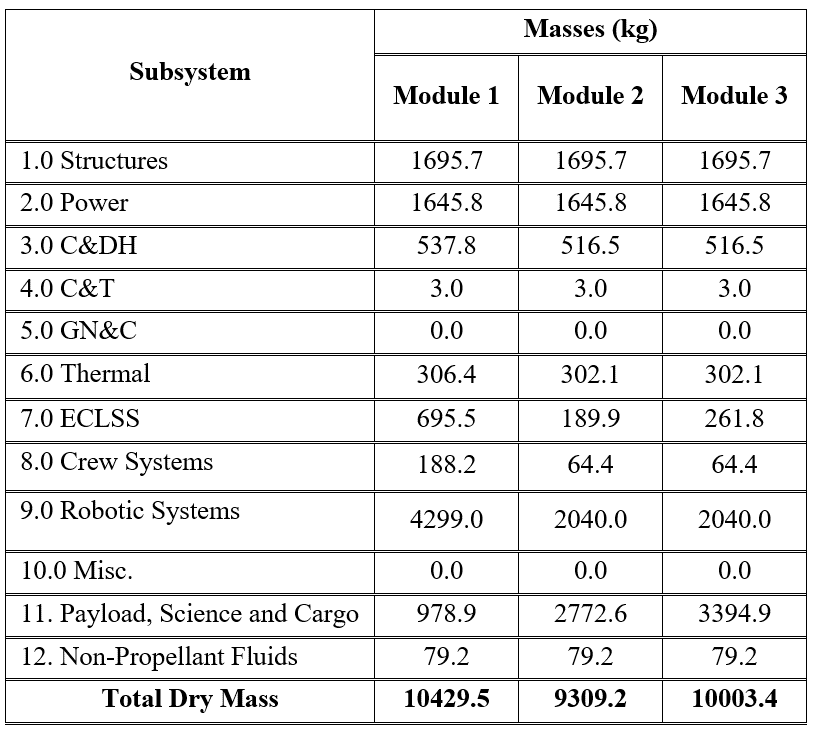 Subsystem Masses (kg)
Module 1 Module 2 Module 3
1.0 Structures 1695.7 1695.7 1695.7
2.0 Power 1645.8 1645.8 1645.8
3.0 C&DH 537.8 516.5 516.5
4.0 C&T 3.0 3.0 3.0
5.0 GN&C 0.0 0.0 0.0
6.0 Thermal 306.4 302.1 302.1
7.0 ECLSS 695.5 189.9 261.8
8.0 Crew Systems 188.2 64.4 64.4
9.0 Robotic Systems 4299.0 2040.0 2040.0
10.0 Misc. 0.0 0.0 0.0
11. Payload, Science and Cargo 978.9 2772.6 3394.9
12. Non-Propellant Fluids 79.2 79.2 79.2
Total Dry Mass 10429.5 9309.2 10003.4